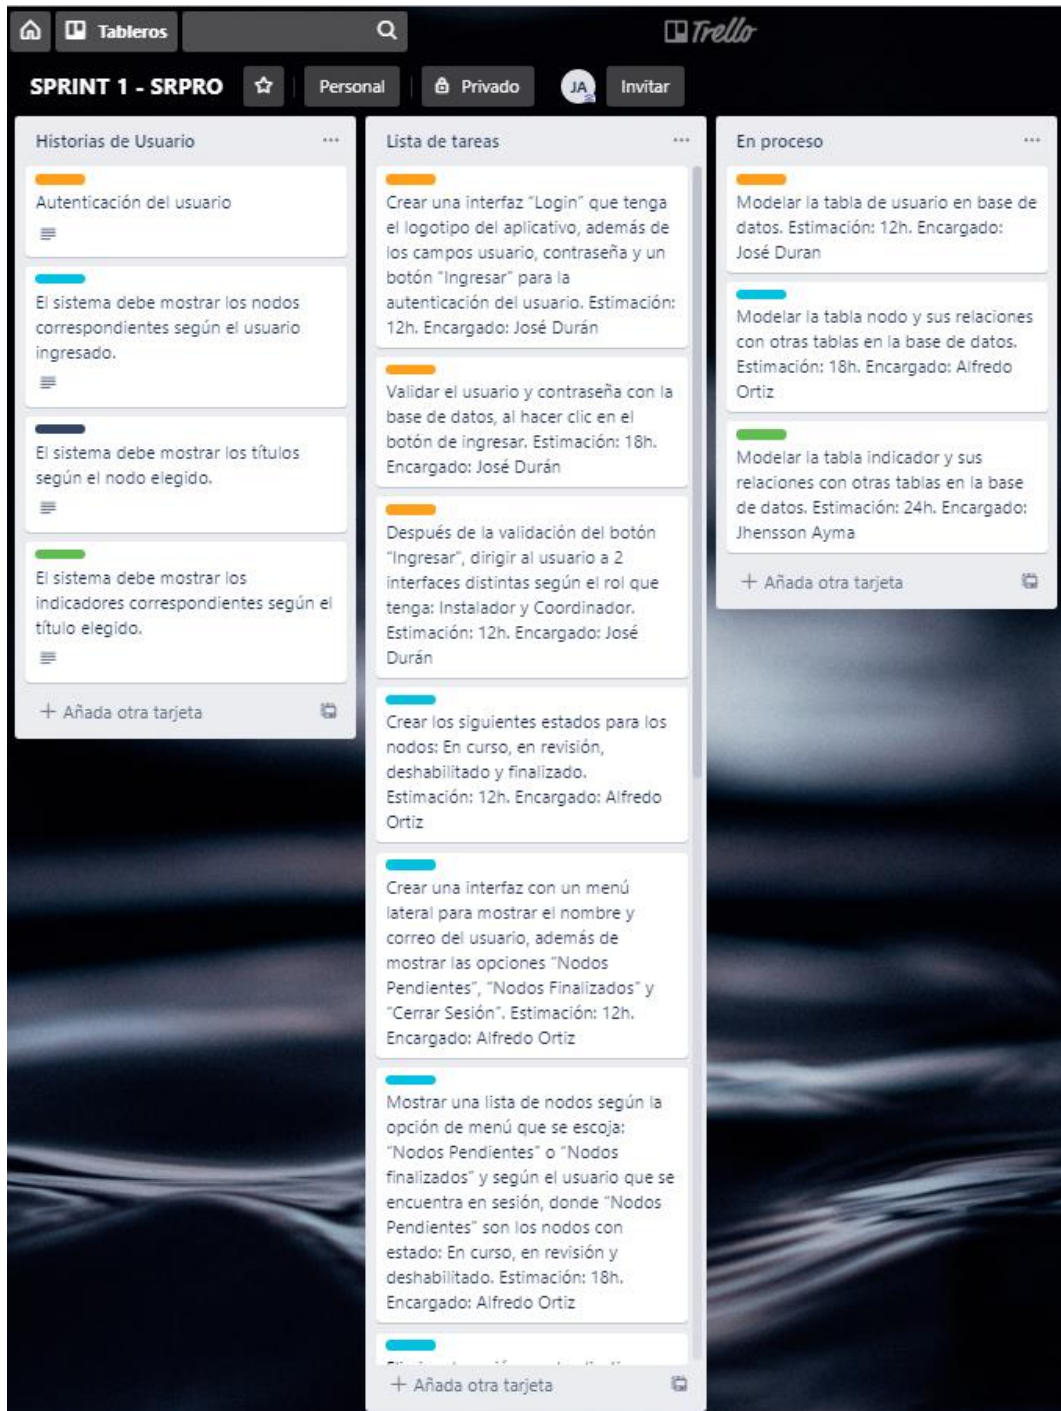 Tableros
Trello
SPRINT 1 - SRPRO
Personal
Privado
JA
Invitar
Historias de Usuario
Autenticación del usuario
El sistema debe mostrar los nodos
correspondientes según el usuario
ingresado.
El sistema debe mostrar los títulos
según el nodo elegido.
El sistema debe mostrar los
indicadores correspondientes según el
título elegido.
+ Añada otra tarjeta
Lista de tareas
Crear una interfaz "Login" que tenga
el logotipo del aplicativo, además de
los campos usuario, contraseña y un
botón "Ingresar" para la
autenticación del usuario. Estimación:
12h. Encargado: José Durán
Validar el usuario y contraseña con la
base de datos, al hacer clic en el
botón de ingresar. Estimación: 18h.
Encargado: José Durán
Después de la validación del botón
"Ingresar", dirigir al usuario a 2
interfaces distintas según el rol que
tenga: Instalador y Coordinador.
Estimación: 12h. Encargado: José
Durán
Crear los siguientes estados para los
nodos: En curso, en revisión,
deshabilitado y finalizado.
Estimación: 12h. Encargado: Alfredo
Ortiz
Crear una interfaz con un menú
lateral para mostrar el nombre y
correo del usuario, además de
mostrar las opciones "Nodos
Pendientes", "Nodos Finalizados" y
"Cerrar Sesión". Estimación: 12h.
Encargado: Alfredo Ortiz
Mostrar una lista de nodos según la
opción de menú que se escoja:
"Nodos Pendientes" o "Nodos
finalizados" y según el usuario que se
encuentra en sesión, donde "Nodos
Pendientes" son los nodos con
estado: En curso, en revisión y
deshabilitado. Estimación: 18h.
Encargado: Alfredo Ortiz
+ Añada otra tarjeta
En proceso
Modelar la tabla de usuario en base de
datos. Estimación: 12h. Encargado:
José Duran
Modelar la tabla nodo y sus relaciones
con otras tablas en la base de datos.
Estimación: 18h. Encargado: Alfredo
Ortiz
Modelar la tabla indicador y sus
relaciones con otras tablas en la base
de datos. Estimación: 24h. Encargado:
Jhensson Ayma
+ Añada otra tarjeta